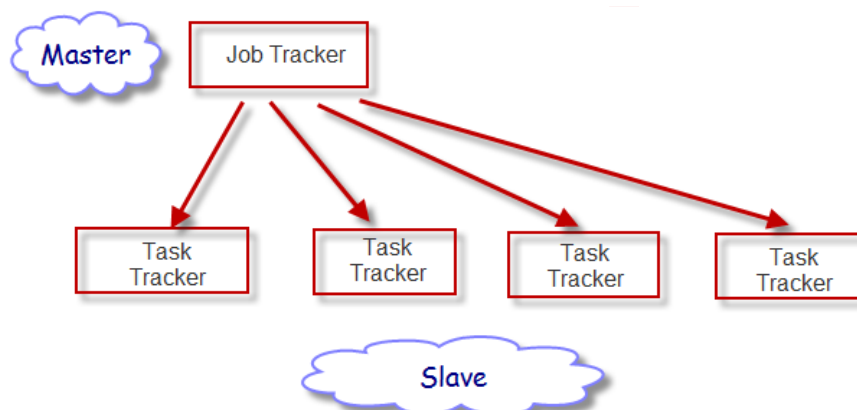 Master
Job Tracker
Task
Tracker
Task
Tracker
Task
Tracker
Task
Tracker
Slave